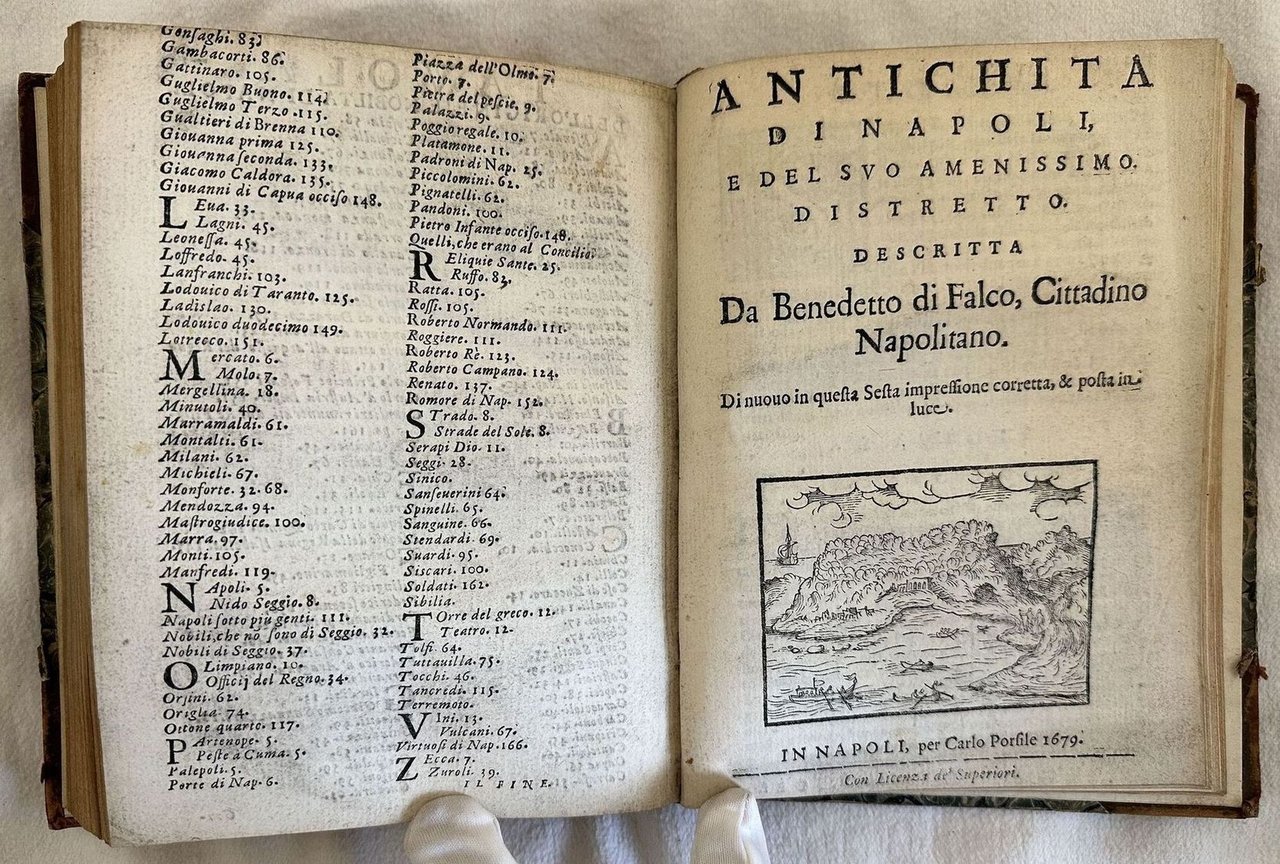 Gonsaghi. 83.
Gambacorti. 86.
Gattinaro. 105.
Guglielmo Buono. 114.
Guglielmo Terzo. 115.
Gualtieri di Brenna 110.
Giouanna prima 125.
Giouanna seconda. 133.
Giacomo Caldora. 135.
Giouanni di Capua occiso 148.
L Eua. 33.
Lagni. 45.
Leonessa. 45.
Loffredo. 45.
Lanfranchi. 103.
Lodouico di Taranto. 125.
Ladislao. 130.
Lodouico duodecimo 149.
Lotrecco. 151.
Mercato. 6.
Molo. 7.
Mergellina. 18.
Minutoli. 40.
Marramaldi. 61.
Montalti. 61.
Milani. 62.
Michieli. 67.
Monforte. 32. 68.
Mendozza. 94.
Mastrogiudice. 100.
Marra. 97.
Monti. 105.
Manfredi. 119.
N Apoli. 5.
Nido Seggio. 8.
Napoli sotto più genti. 111.
Nobili, che nō sono di Seggio. 32.
Nobili di Seggio. 37.
O Limpiano. 10.
Officij del Regno. 34.
Orsini. 62.
Origlia. 74.
Ottone quarto. 117.
P Artenope. 5.
Peste à Cuma. 5.
Palepoli. 5.
Porte di Nap. 6.
Piazza dell'Olmo. 7.
Porto. 7.
Pietra del pescie. 9.
Palazzi. 9.
Poggioregale. 10.
Platamone. 11.
Padroni di Nap. 25.
Piccolomini. 62.
Pignatelli. 62.
Pandoni. 100.
Pietro Infante occiso. 148.
Quelli, che erano al Concilio.
R Eliquie Sante. 25.
Ruffo. 82.
Ratta. 105.
Rossi. 105.
Roberto Normando. 111.
Roggiere. 111.
Roberto Rè. 123.
Roberto Campano. 124.
Renato. 137.
Romore di Nap. 152.
S Trado. 8.
Strade del Sole. 8.
Serapi Dio. 11.
Seggi. 28.
Sinico.
Sanseuerini 64.
Spinelli. 65.
Sanguine. 66.
Stendardi. 69.
Suardi. 95.
Siscari. 100.
Soldati. 162.
Sibilia.
T Orre del greco. 12.
Teatro. 12.
Tolfi. 64.
Tuttauilla. 75.
Tocchi. 46.
Tancredi. 115.
Terremoto.
V Ini. 13.
Vulcani. 67.
Virtuosi di Nap. 166.
Z Ecca. 7.
Zuroli. 39.
IL FINE.
ANTICHITA
DI NAPOLI,
E DEL SVO AMENISSIMO.
DISTRETTO.
DESCRITTA
Da Benedetto di Falco, Cittadino
Napolitano.
Di nuouo in questa Sesta impressione corretta, & posta in
luce.
IN NAPOLI, per Carlo Porsile 1679.
Con Licenza de' Superiori.